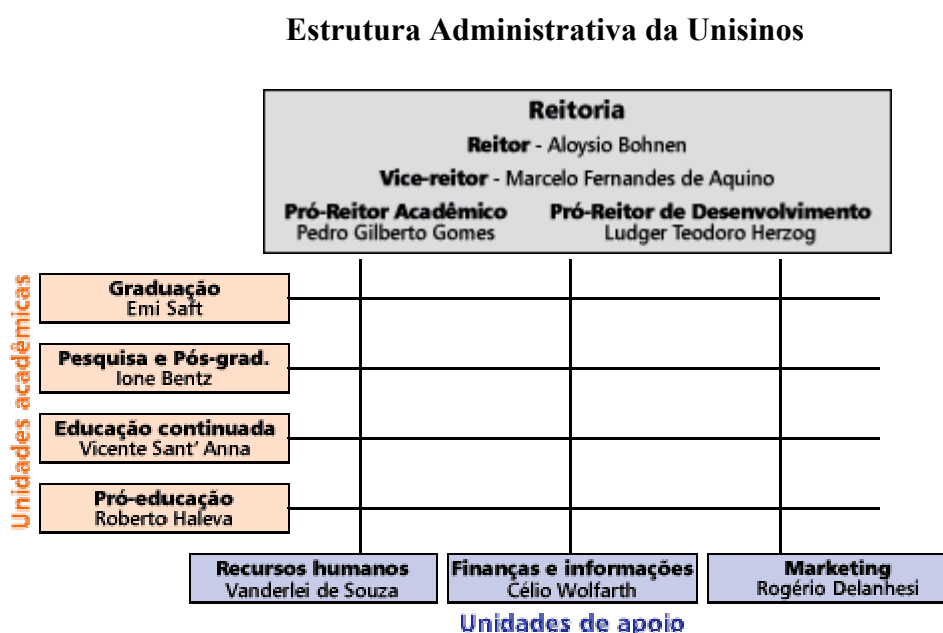 Estrutura Administrativa da Unisinos
Reitoria
Reitor - Aloysio Bohnen
Vice-reitor - Marcelo Fernandes de Aquino
Pró-Reitor Acadêmico
Pedro Gilberto Gomes
Pró-Reitor de Desenvolvimento
Ludger Teodoro Herzog
Unidades acadêmicas
Graduação
Emi Saft
Pesquisa e Pós-grad.
Ione Bentz
Educação continuada
Vicente Sant' Anna
Pró-educação
Roberto Haleva
Recursos humanos
Vanderlei de Souza
Finanças e informações
Célio Wolfarth
Marketing
Rogério Delanhesi
Unidades de apoio